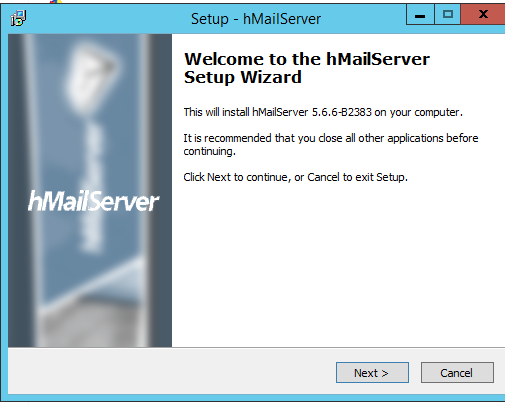 Setup - hMailServer
Welcome to the hMailServer
Setup Wizard
This will install hMailServer 5.6.6-B2383 on your computer.
It is recommended that you close all other applications before
continuing.
Click Next to continue, or Cancel to exit Setup.
hMailServer
Next >
Cancel